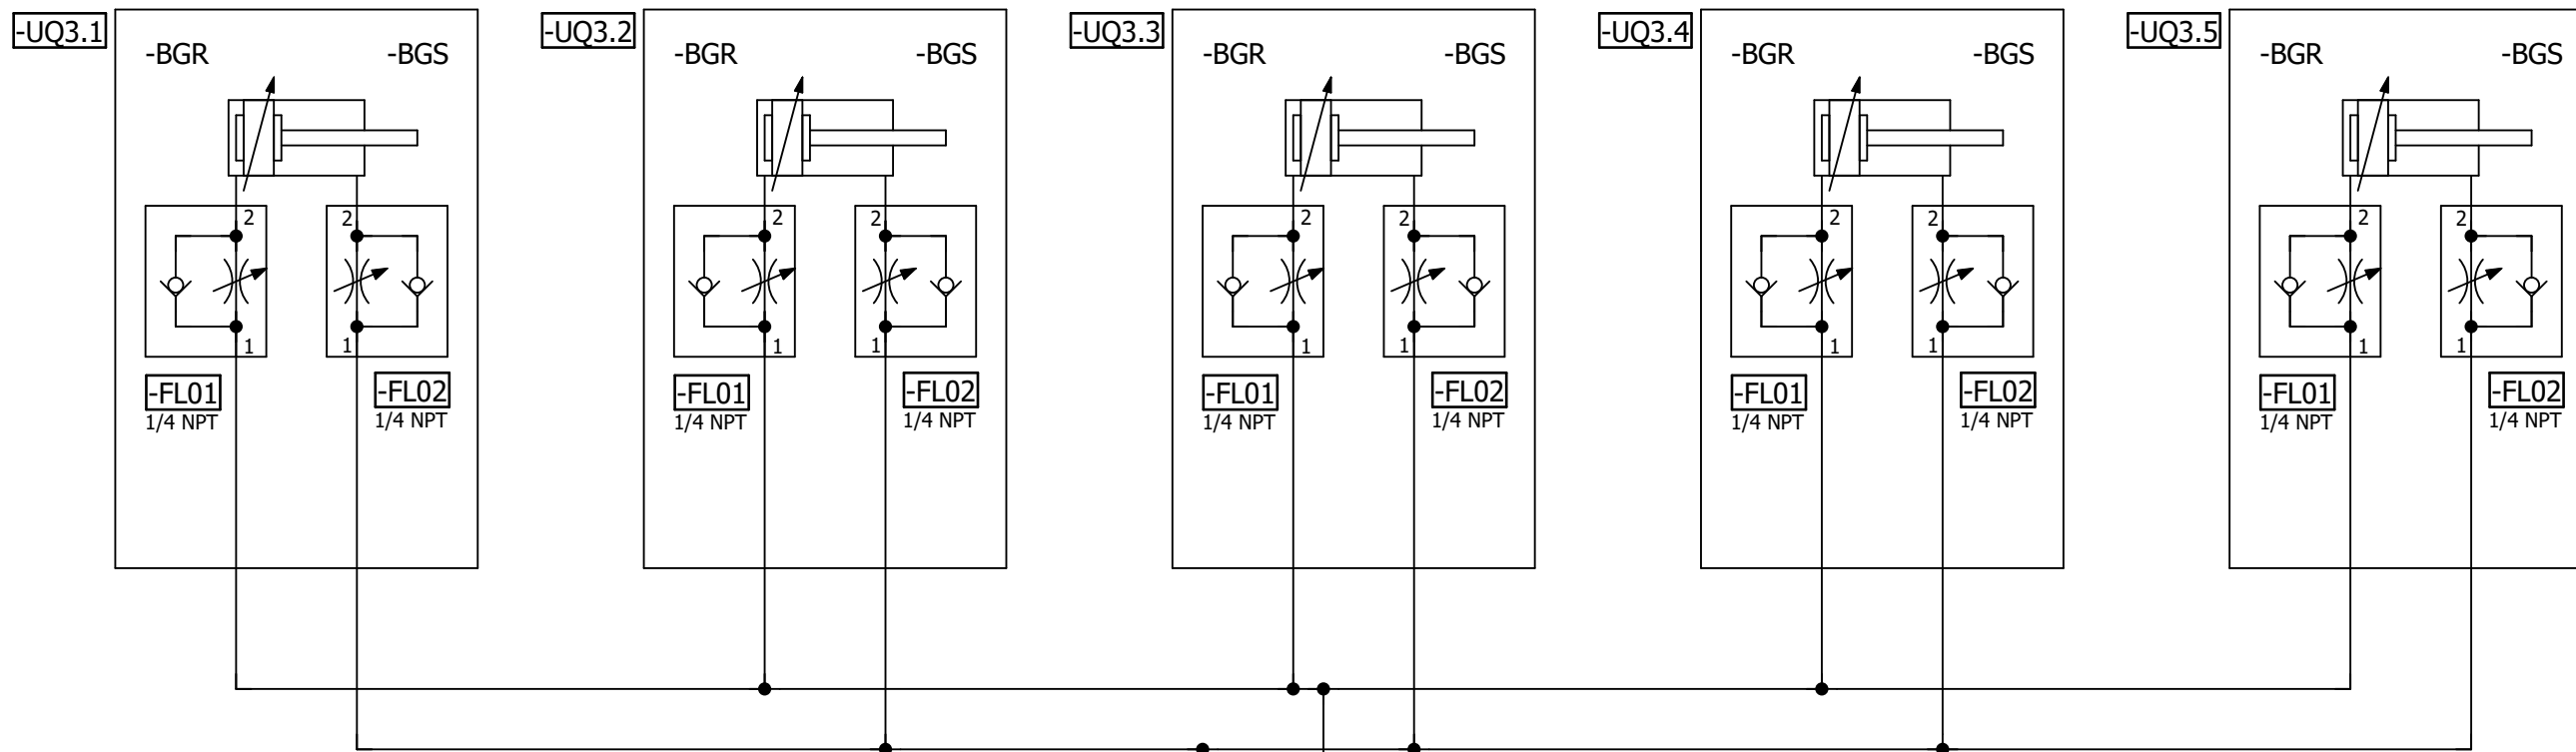 -UQ3.1
-BGR -BGS
2 2
1 1
-FL01 -FL02
1/4 NPT 1/4 NPT
-UQ3.2
-BGR -BGS
2 2
1 1
-FL01 -FL02
1/4 NPT 1/4 NPT
-UQ3.3
-BGR -BGS
2 2
1 1
-FL01 -FL02
1/4 NPT 1/4 NPT
-UQ3.4
-BGR -BGS
2 2
1 1
-FL01 -FL02
1/4 NPT 1/4 NPT
-UQ3.5
-BGR -BGS
2 2
1 1
-FL01 -FL02
1/4 NPT 1/4 NPT